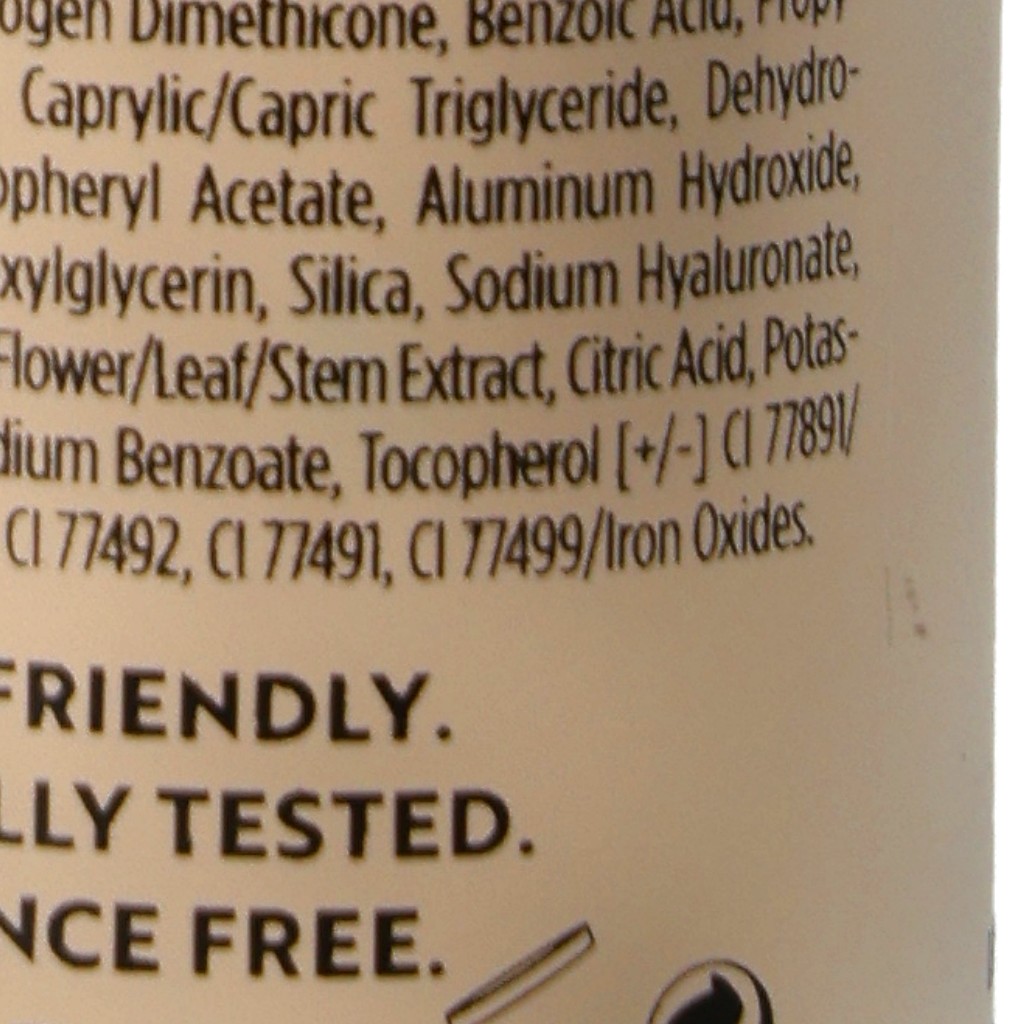 ogen Dimethicone, Benzoic Acid, Propy
Caprylic/Capric Triglyceride, Dehydro-
opheryl Acetate, Aluminum Hydroxide,
xylglycerin, Silica, Sodium Hyaluronate,
Flower/Leaf/Stem Extract, Citric Acid, Potas-
dium Benzoate, Tocopherol [+/-] CI 77891/
CI 77492, CI 77491, CI 77499/Iron Oxides.
FRIENDLY.
LLY TESTED.
NCE FREE.